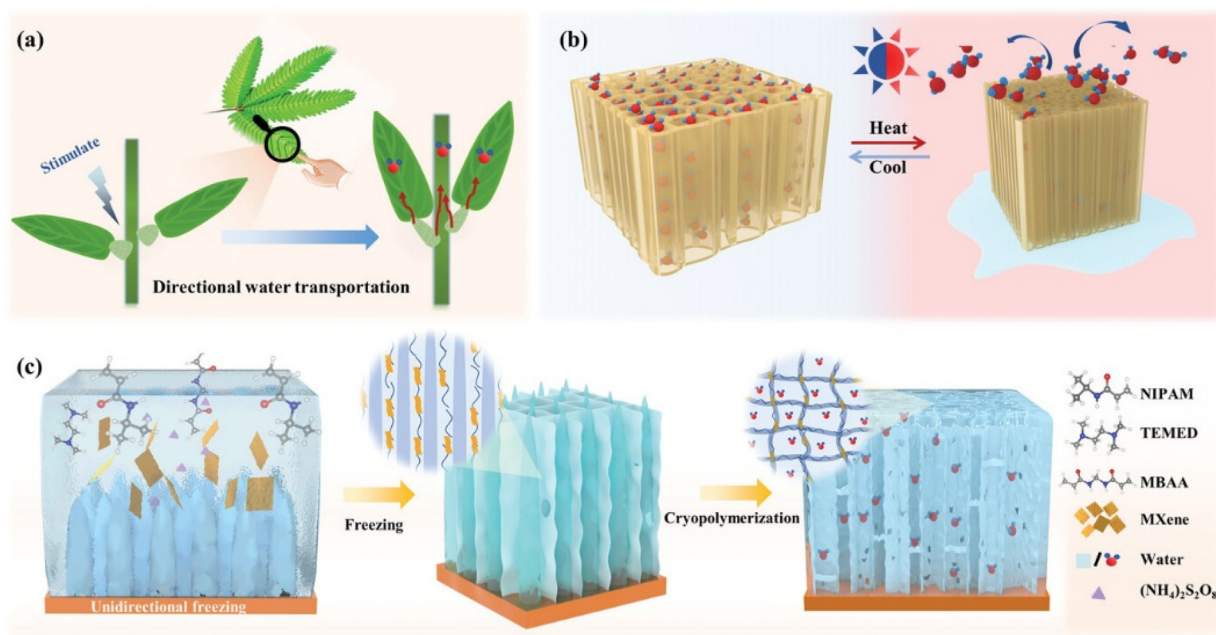 (a)
Stimulate
Directional water transportation
(b)
Heat
Cool
(c)
Unidirectional freezing
Freezing
Cryopolymerization
NIPAM
TEMED
MBAA
MXene
/ Water
(NH₄)₂S₂O₈